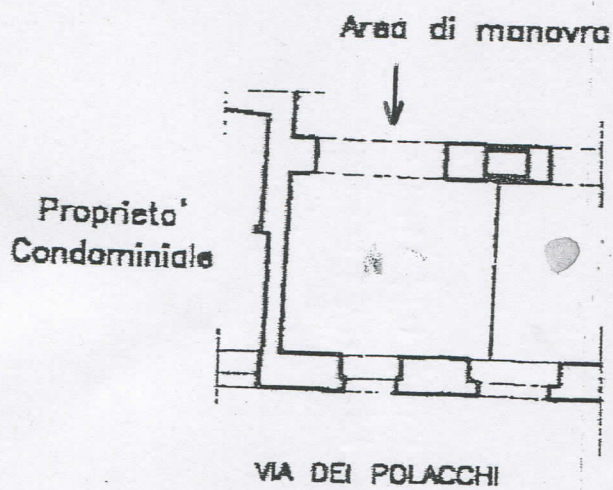 Area di manovra
Proprieta'
Condominiale
VIA DEI POLACCHI